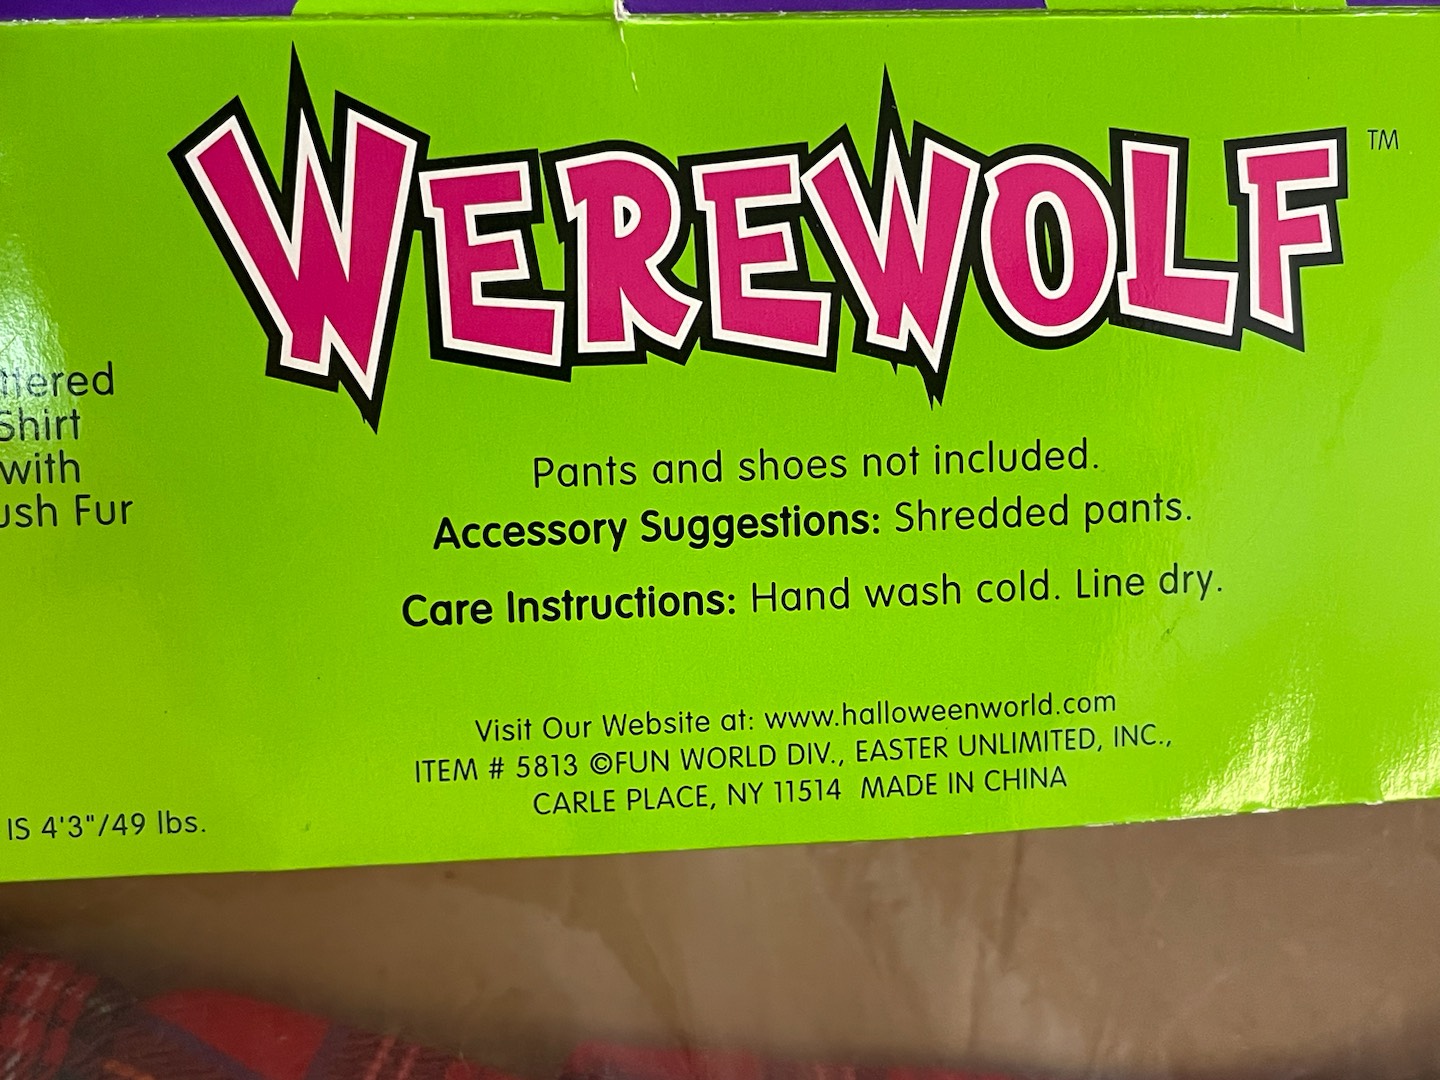 WEREWOLF ™
Shirt
with
Fur
Pants and shoes not included.
Accessory Suggestions: Shredded pants.
Care Instructions: Hand wash cold. Line dry.
Visit Our Website at: www.halloweenworld.com
ITEM # 5813 ©FUN WORLD DIV., EASTER UNLIMITED, INC.,
CARLE PLACE, NY 11514 MADE IN CHINA
IS 4'3"/49 lbs.